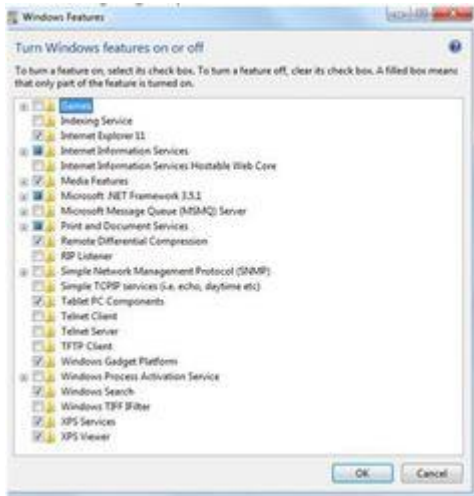 Windows Features
Turn Windows features on or off
To turn a feature on, select its check box. To turn a feature off, clear its check box. A filled box means
that only part of the feature is turned on.
Games
Indexing Service
Internet Explorer 11
Internet Information Services
Internet Information Services Hostable Web Core
Media Features
Microsoft .NET Framework 3.5.1
Microsoft Message Queue (MSMQ) Server
Print and Document Services
Remote Differential Compression
RIP Listener
Simple Network Management Protocol (SNMP)
Simple TCPIP services (i.e. echo, daytime etc)
Tablet PC Components
Telnet Client
Telnet Server
TFTP Client
Windows Gadget Platform
Windows Process Activation Service
Windows Search
Windows TIFF IFilter
XPS Services
XPS Viewer
OK
Cancel